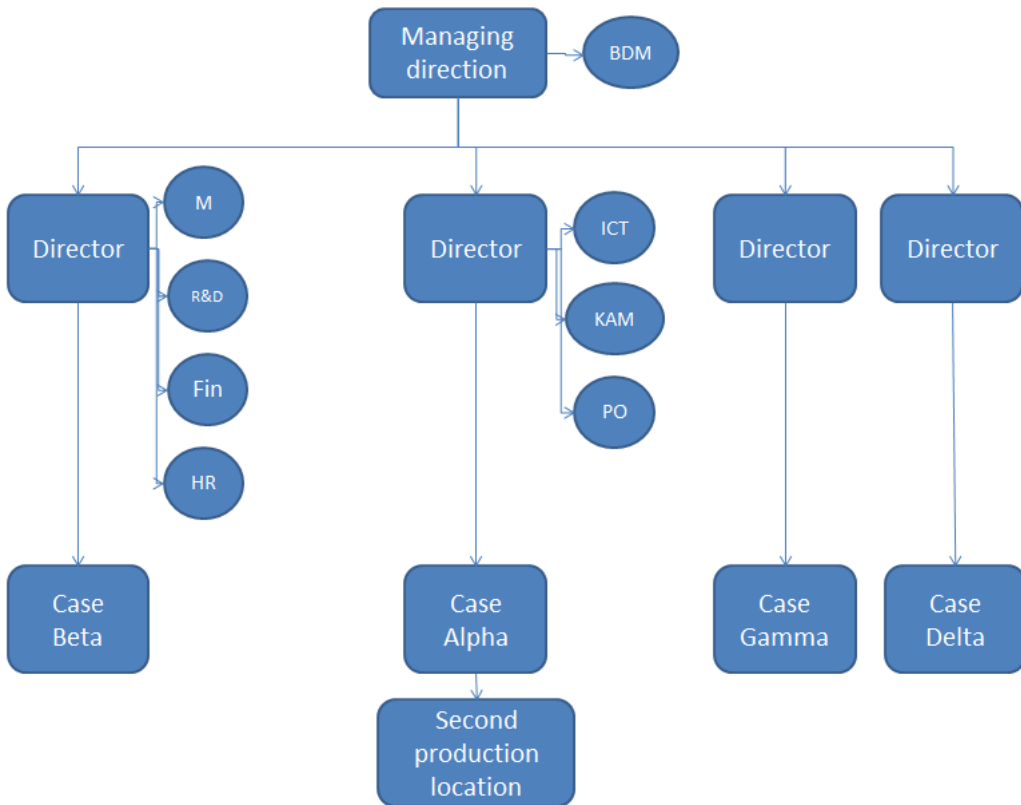 Managing
direction
BDM
Director
M
R&D
Fin
HR
Director
ICT
KAM
PO
Director
Director
Case
Beta
Case
Alpha
Case
Gamma
Case
Delta
Second
production
location